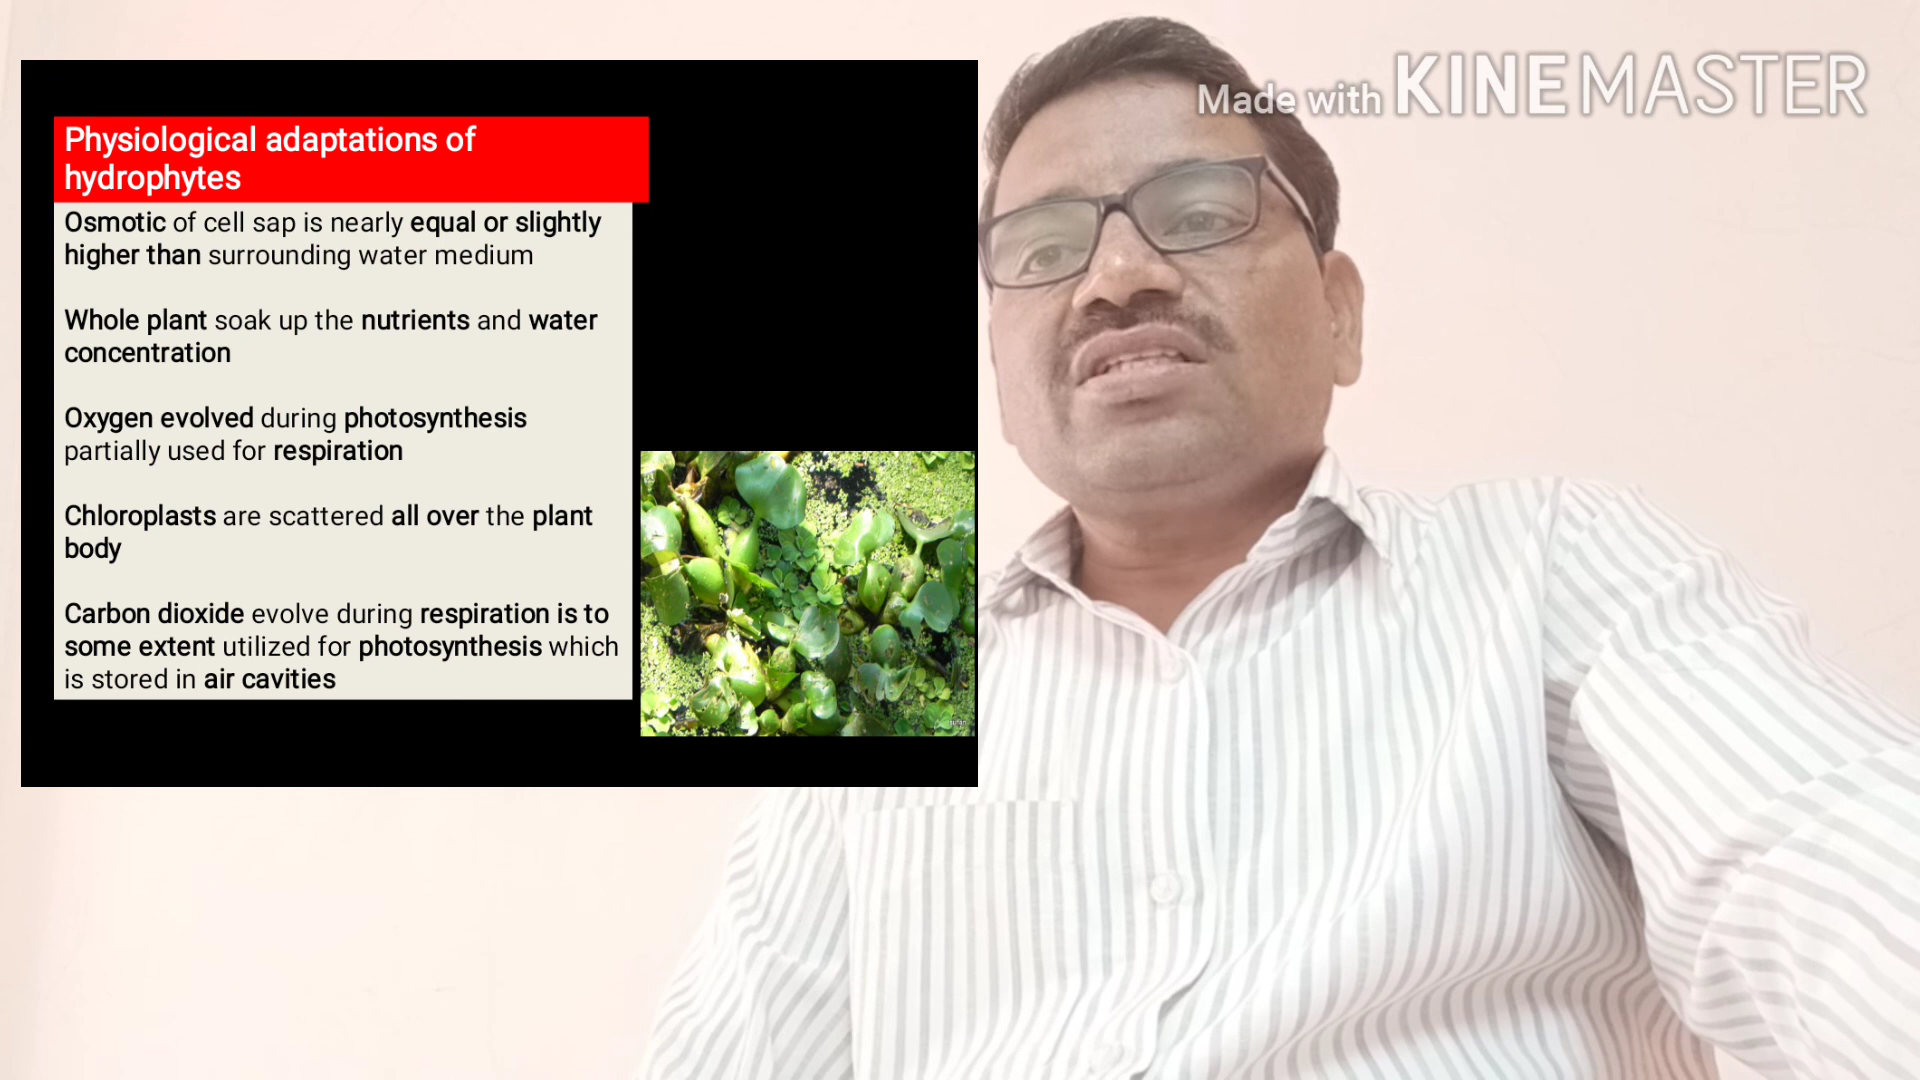 Made with KINEMASTER
Physiological adaptations of
hydrophytes
Osmotic of cell sap is nearly equal or slightly
higher than surrounding water medium
Whole plant soak up the nutrients and water
concentration
Oxygen evolved during photosynthesis
partially used for respiration
Chloroplasts are scattered all over the plant
body
Carbon dioxide evolve during respiration is to
some extent utilized for photosynthesis which
is stored in air cavities